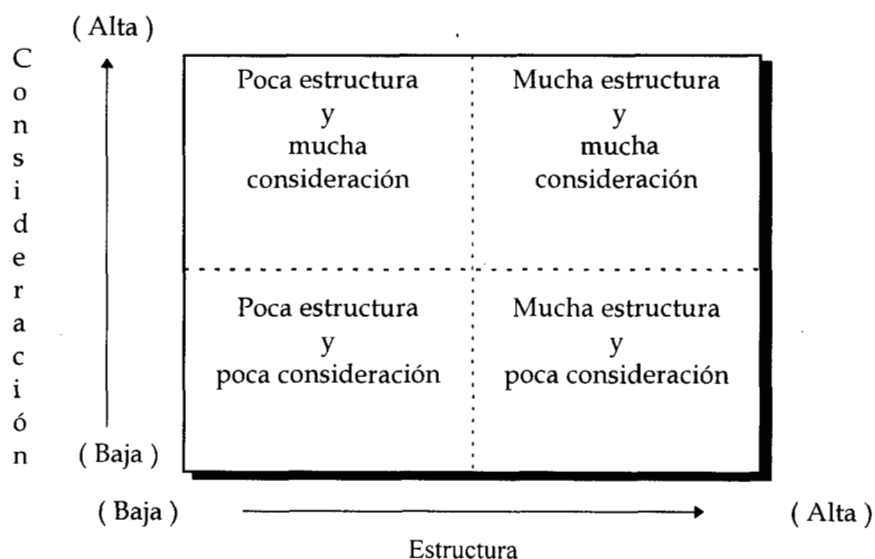 ( Alta )
Consideración
Poca estructura
y
mucha
consideración
Mucha estructura
y
mucha
consideración
Poca estructura
y
poca consideración
Mucha estructura
y
poca consideración
( Baja )
( Baja )
( Alta )
Estructura